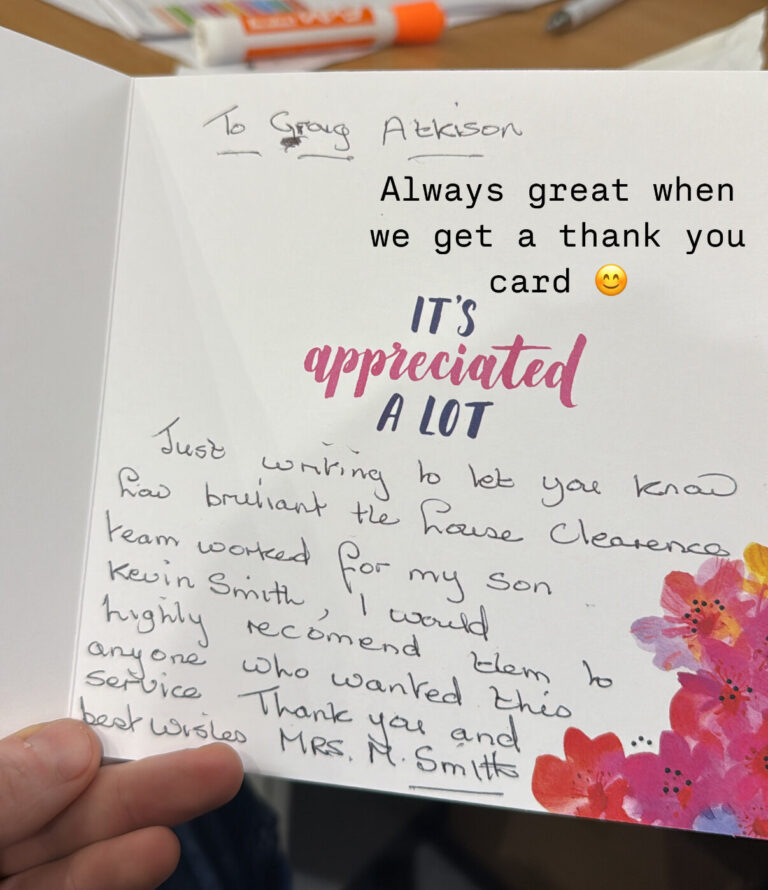 To Graig Atkison
Always great when
we get a thank you
card 😊
IT'S
appreciated
A LOT
Just writing to let you know
how bruliant the house Clearence
team worked for my son
Kevin Smith, I would
highly recomend them to
anyone who wanted this
service Thank you and
best wishes MRS. M. Smith